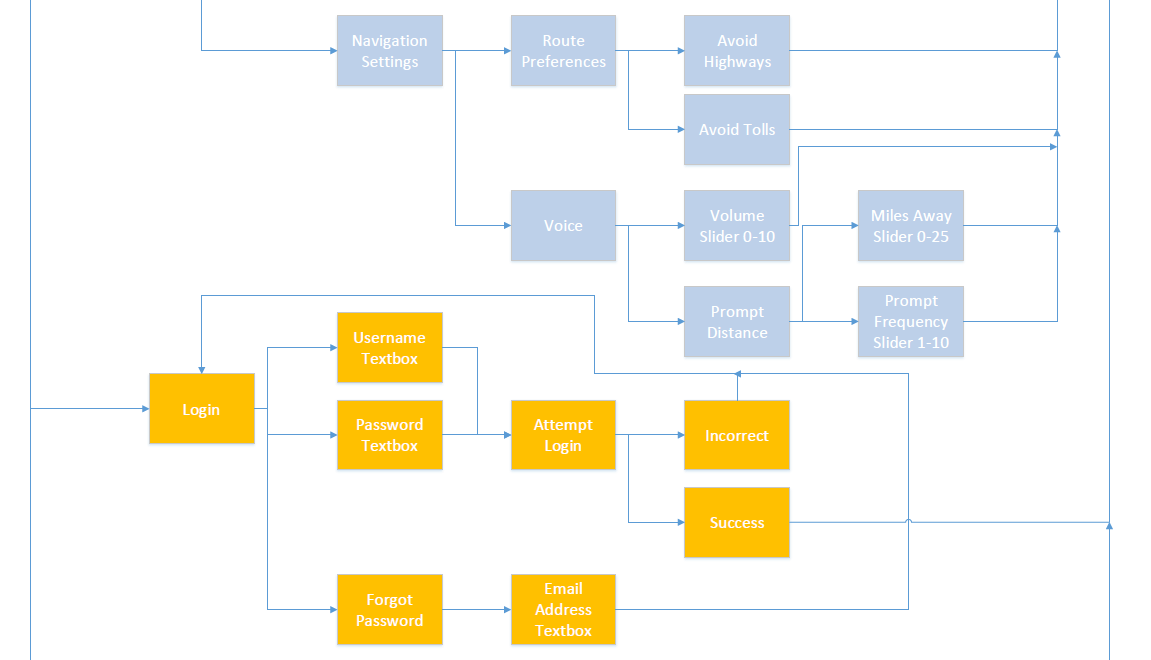 Navigation
Settings
Route
Preferences
Avoid
Highways
Avoid Tolls
Voice
Volume
Slider 0-10
Miles Away
Slider 0-25
Prompt
Distance
Prompt
Frequency
Slider 1-10
Login
Username
Textbox
Password
Textbox
Attempt
Login
Incorrect
Success
Forgot
Password
Email
Address
Textbox